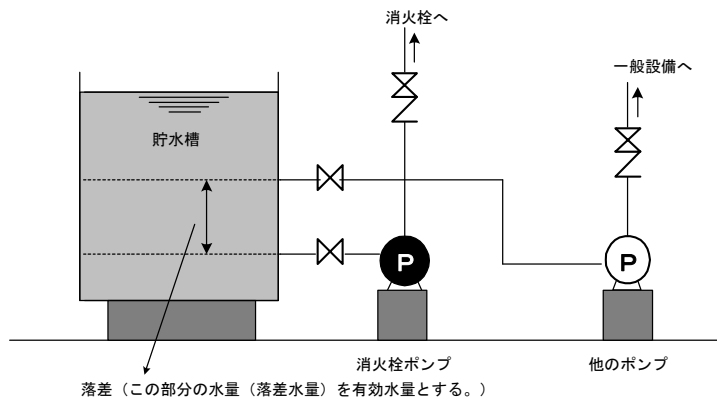 消火栓へ
一般設備へ
貯水槽
P
P
消火栓ポンプ
他のポンプ
落差（この部分の水量（落差水量）を有効水量とする。）